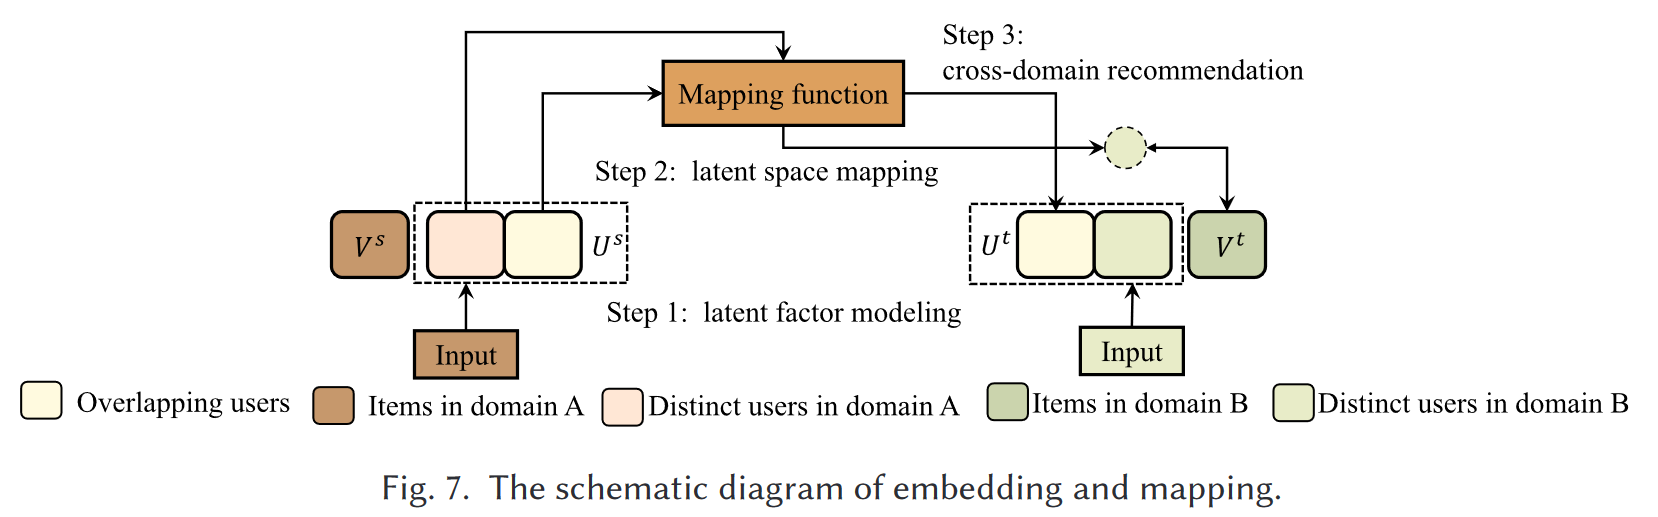 Step 3:
cross-domain recommendation
Mapping function
Step 2: latent space mapping
V^s
U^s
U^t
V^t
Step 1: latent factor modeling
Input
Input
Overlapping users
Items in domain A
Distinct users in domain A
Items in domain B
Distinct users in domain B
Fig. 7. The schematic diagram of embedding and mapping.